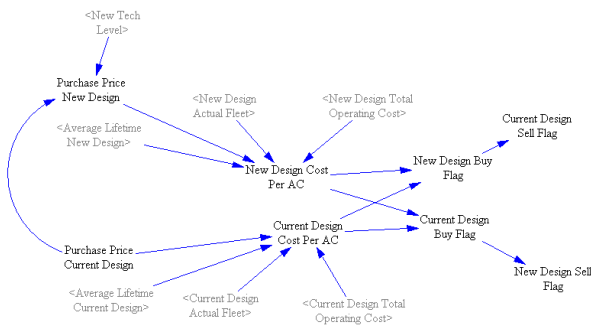 <New Tech
Level>
Purchase Price
New Design
<New Design
Actual Fleet>
<New Design Total
Operating Cost>
Current Design
Sell Flag
<Average Lifetime
New Design>
New Design Cost
Per AC
New Design Buy
Flag
Current Design
Cost Per AC
Current Design
Buy Flag
Purchase Price
Current Design
New Design Sell
Flag
<Average Lifetime
Current Design>
<Current Design
Actual Fleet>
<Current Design Total
Operating Cost>